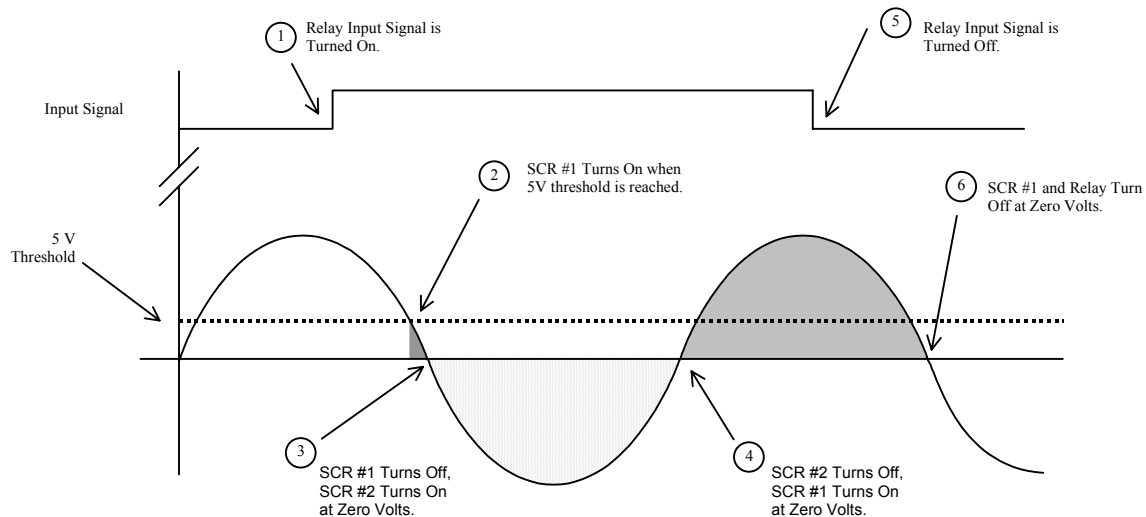 1
Relay Input Signal is
Turned On.
5
Relay Input Signal is
Turned Off.
Input Signal
2
SCR #1 Turns On when
5V threshold is reached.
6
SCR #1 and Relay Turn
Off at Zero Volts.
5 V
Threshold
3
SCR #1 Turns Off,
SCR #2 Turns On
at Zero Volts.
4
SCR #2 Turns Off,
SCR #1 Turns On
at Zero Volts.